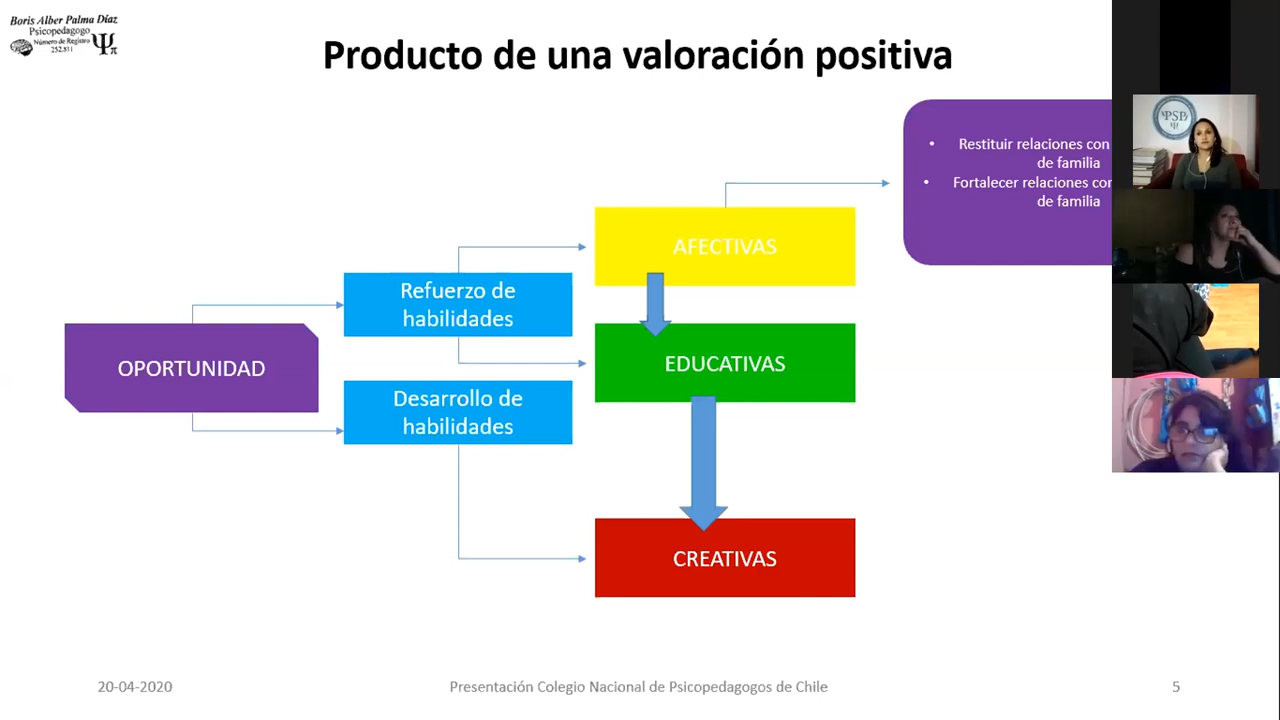 Boris Alber Palma Díaz
Psicopedagogo
Número de Registro
252.811
Producto de una valoración positiva
PSP
• Restituir relaciones con
de familia
• Fortalecer relaciones con
de familia
AFECTIVAS
Refuerzo de
habilidades
OPORTUNIDAD
EDUCATIVAS
Desarrollo de
habilidades
CREATIVAS
20-04-2020
Presentación Colegio Nacional de Psicopedagogos de Chile
5